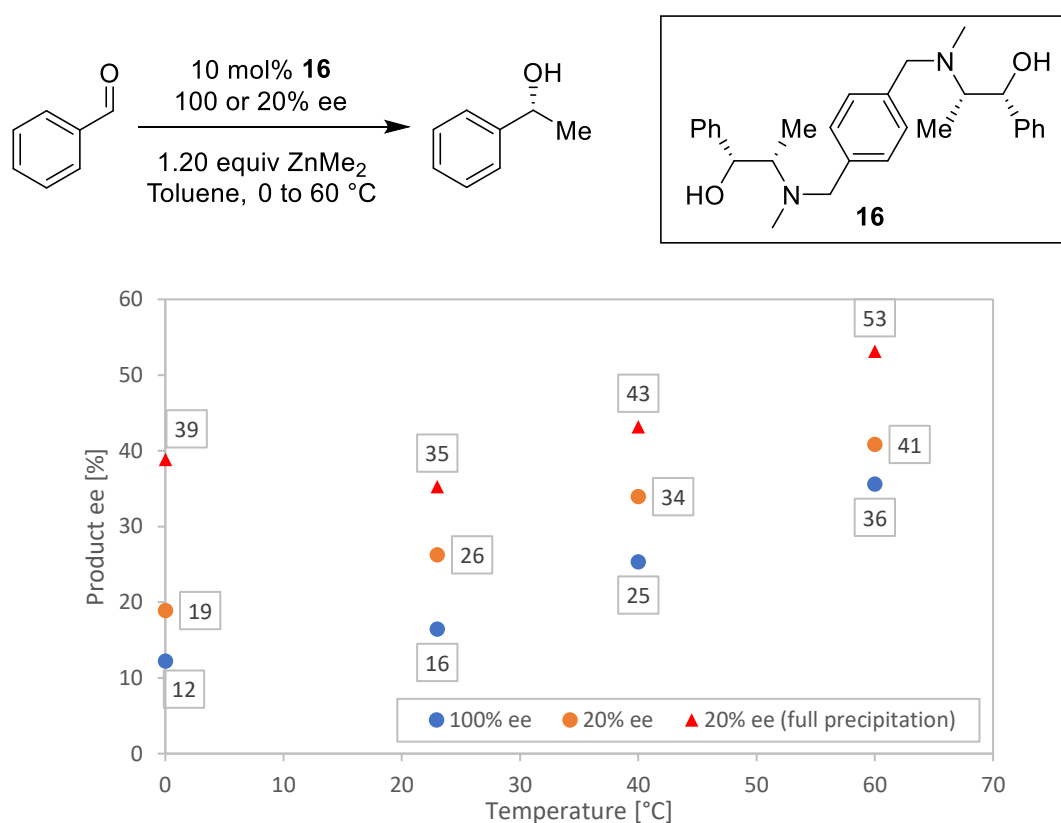 O
10 mol% 16
100 or 20% ee
1.20 equiv ZnMe₂
Toluene, 0 to 60 °C
OH
Me
N
OH
Me
Ph
Ph
Me
HO
N
16
Product ee [%]
60
50
40
30
20
10
0
39
19
12
35
26
16
43
34
25
53
41
36
100% ee
20% ee
20% ee (full precipitation)
0
10
20
30
40
50
60
70
Temperature [°C]